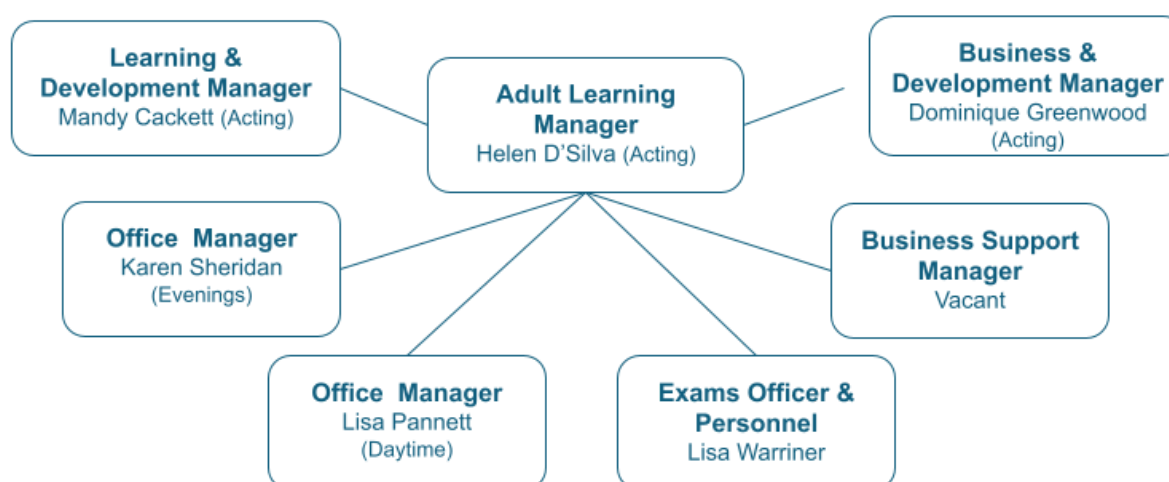 Learning &
Development Manager
Mandy Cackett (Acting)
Adult Learning
Manager
Helen D'Silva (Acting)
Business &
Development Manager
Dominique Greenwood
(Acting)
Office  Manager
Karen Sheridan
(Evenings)
Business Support
Manager
Vacant
Office  Manager
Lisa Pannett
(Daytime)
Exams Officer &
Personnel
Lisa Warriner